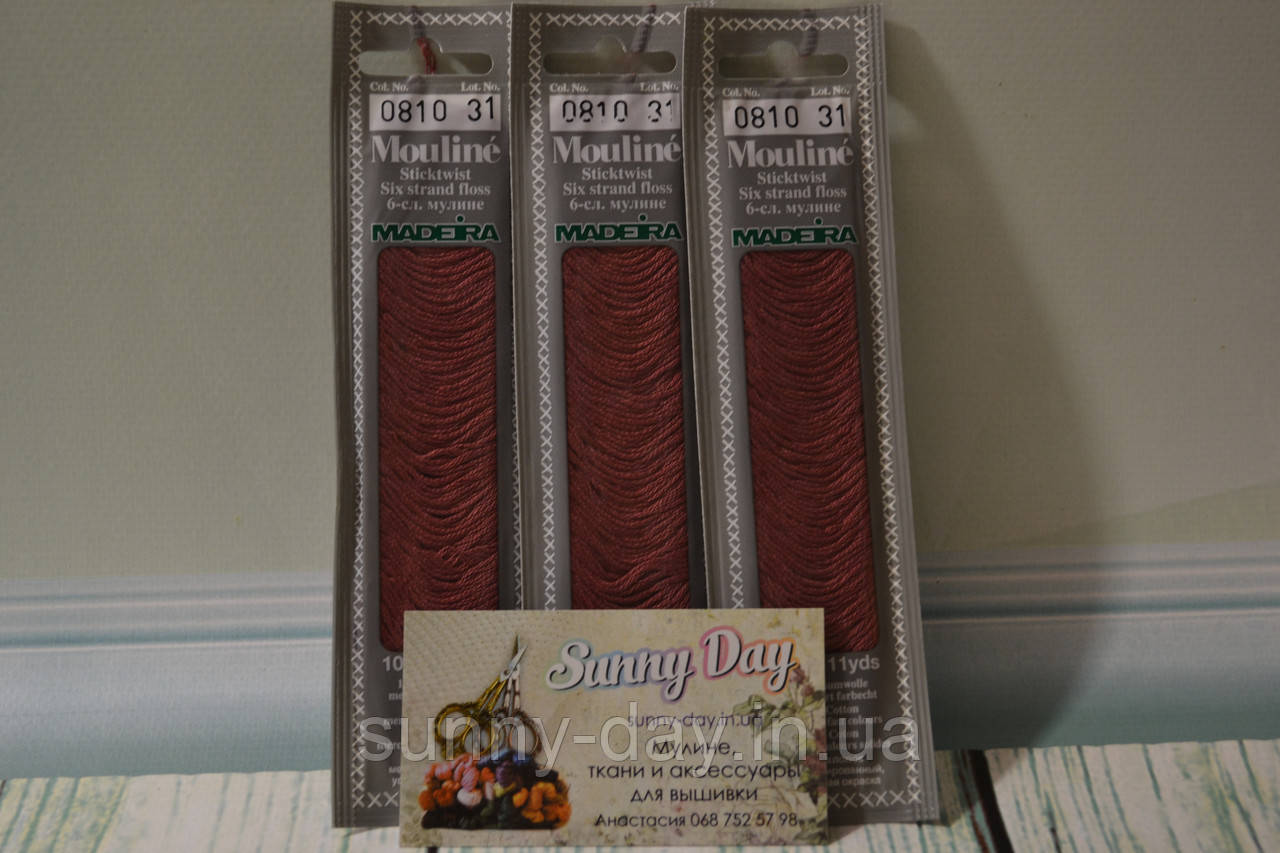 Col. No. Lot. No.
0810 31
Mouliné
Sticktwist
Six strand floss
6-сл. мулине
MADEIRA
Col. No. Lot. No.
0810 31
Mouliné
Sticktwist
Six strand floss
6-сл. мулине
MADEIRA
Col. No. Lot. No.
0810 31
Mouliné
Sticktwist
Six strand floss
6-сл. мулине
MADEIRA
10
11yds
Cotton
Sunny Day
sunny-day.in.ua
sunny-day.in.ua
Мулине,
ткани и аксессуары
для вышивки
Анастасия 068 752 57 98